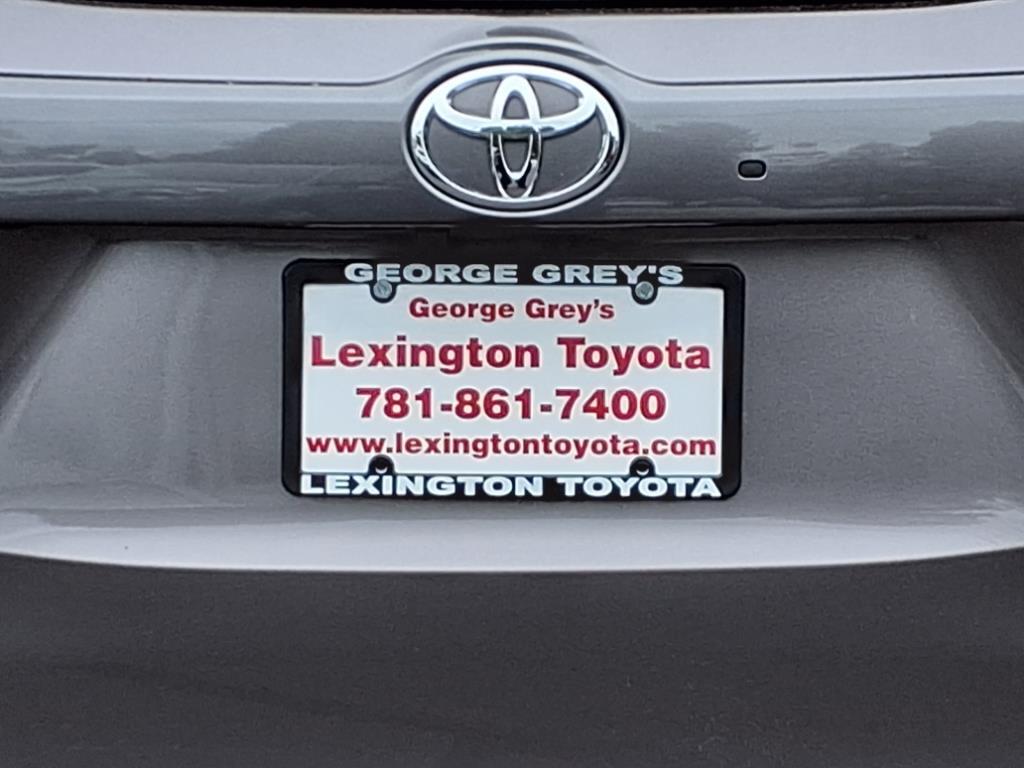 GEORGE GREY'S
George Grey's
Lexington Toyota
781-861-7400
www.lexingtontoyota.com
LEXINGTON TOYOTA